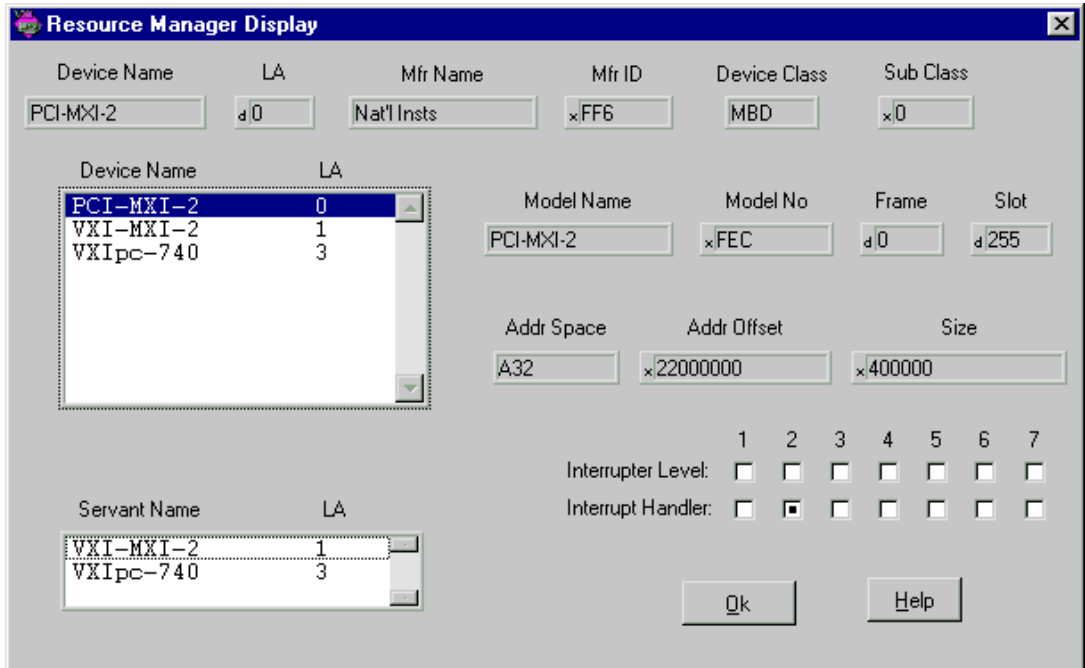 Resource Manager Display
Device Name LA Mfr Name Mfr ID Device Class Sub Class
PCI-MXI-2 d 0 Nat'l Insts x FF6 MBD x 0
Device Name LA
PCI-MXI-2 0
VXI-MXI-2 1
VXIpc-740 3
Model Name Model No Frame Slot
PCI-MXI-2 x FEC d 0 d 255
Addr Space Addr Offset Size
A32 x 22000000 x 400000
1 2 3 4 5 6 7
Interrupter Level:
Interrupt Handler:
Servant Name LA
VXI-MXI-2 1
VXIpc-740 3
Ok Help